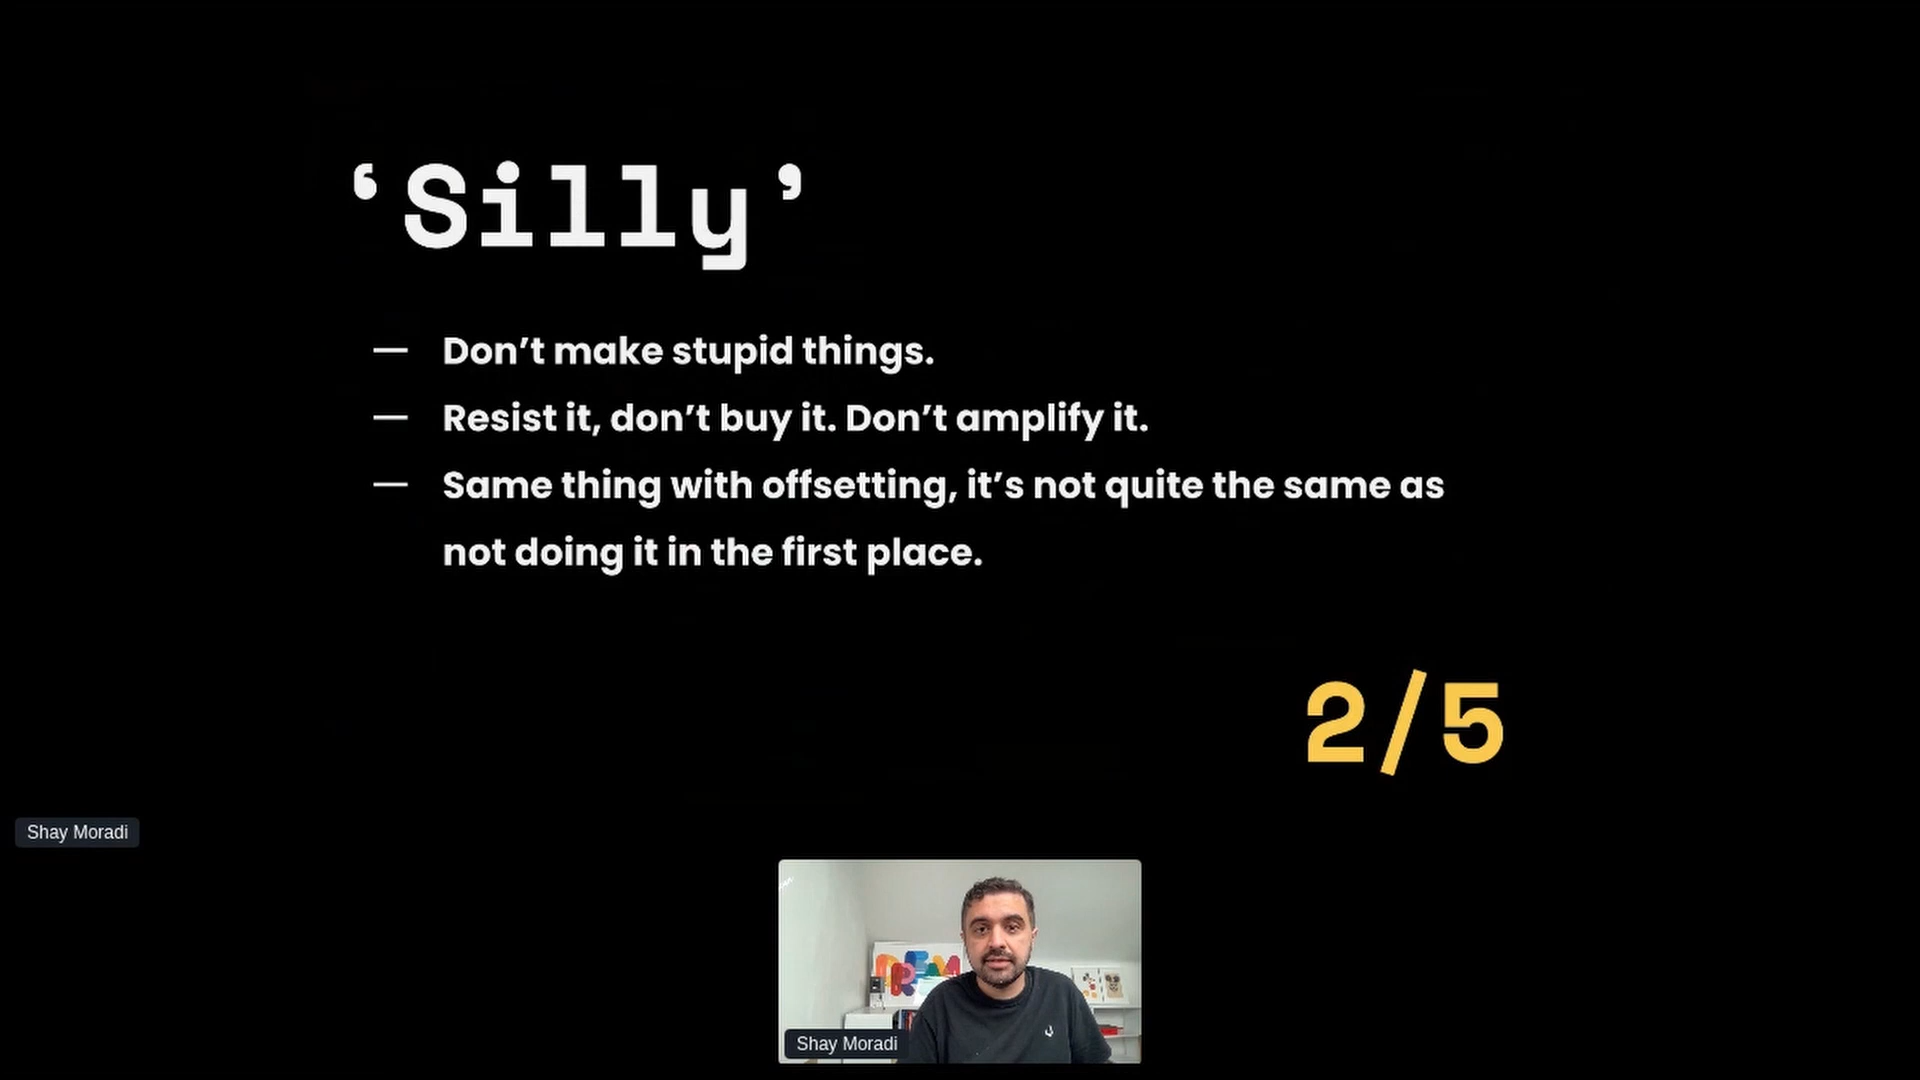 ‘Silly’
— Don’t make stupid things.
— Resist it, don’t buy it. Don’t amplify it.
— Same thing with offsetting, it’s not quite the same as
not doing it in the first place.
2/5
Shay Moradi
DREAM
Shay Moradi